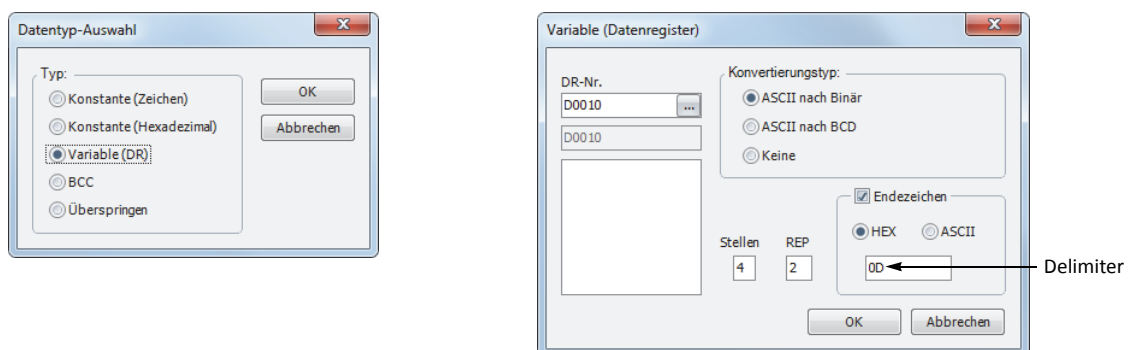 Datentyp-Auswahl
Typ:
Konstante (Zeichen)
Konstante (Hexadezimal)
Variable (DR)
BCC
Überspringen
OK
Abbrechen
Variable (Datenregister)
DR-Nr.
D0010
...
D0010
Konvertierungstyp:
ASCII nach Binär
ASCII nach BCD
Keine
Stellen REP
4 2
Endezeichen
HEX ASCII
0D
Delimiter
OK Abbrechen